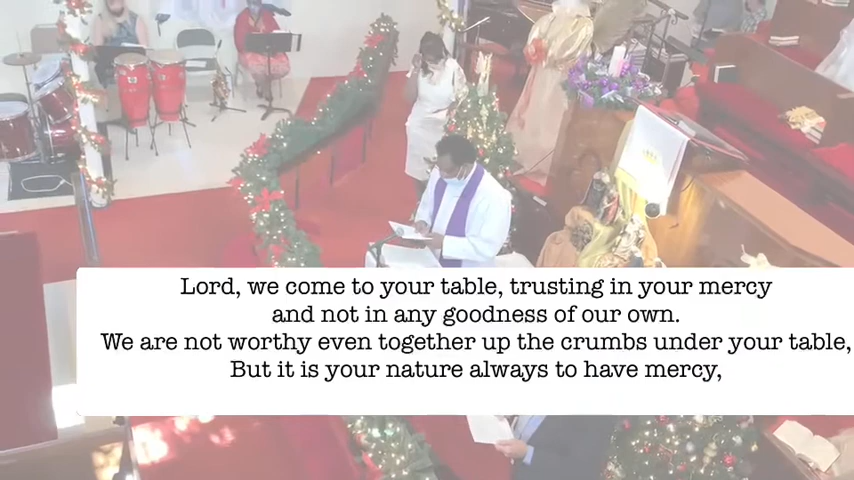 Lord, we come to your table, trusting in your mercy
and not in any goodness of our own.
We are not worthy even together up the crumbs under your table,
But it is your nature always to have mercy,